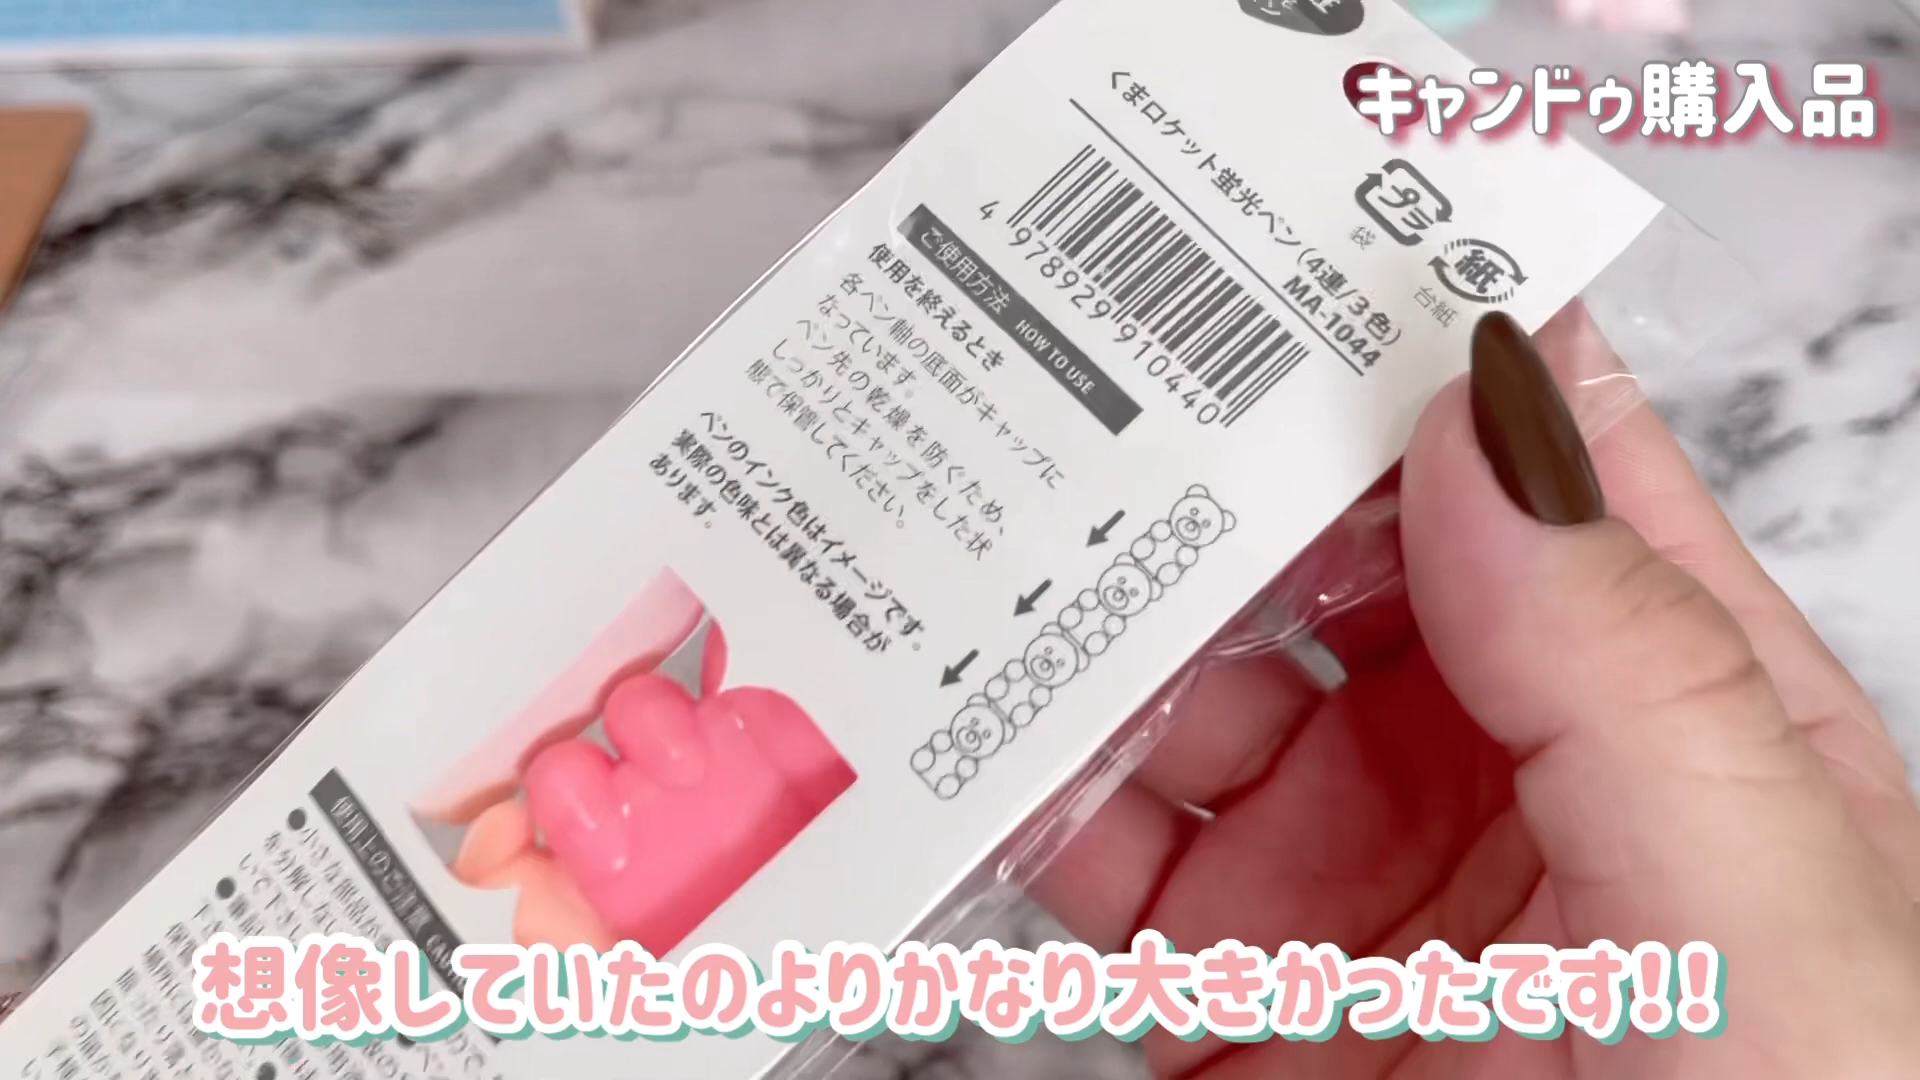 キャンドゥ購入品
くまロケット蛍光ペン(4連/3色)
MA-1044
プラ
袋
紙
台紙
4 978929 910440
ご使用方法 HOW TO USE
使用を終えるとき
各ペン軸の底面がキャップに
なっています。
ペン先の乾燥を防ぐため、
しっかりとキャップをした状
態で保管してください。
ペンのインク色はイメージです。
実際の色味とは異なる場合が
あります。
使用上のご注意
想像していたのよりかなり大きかったです!!